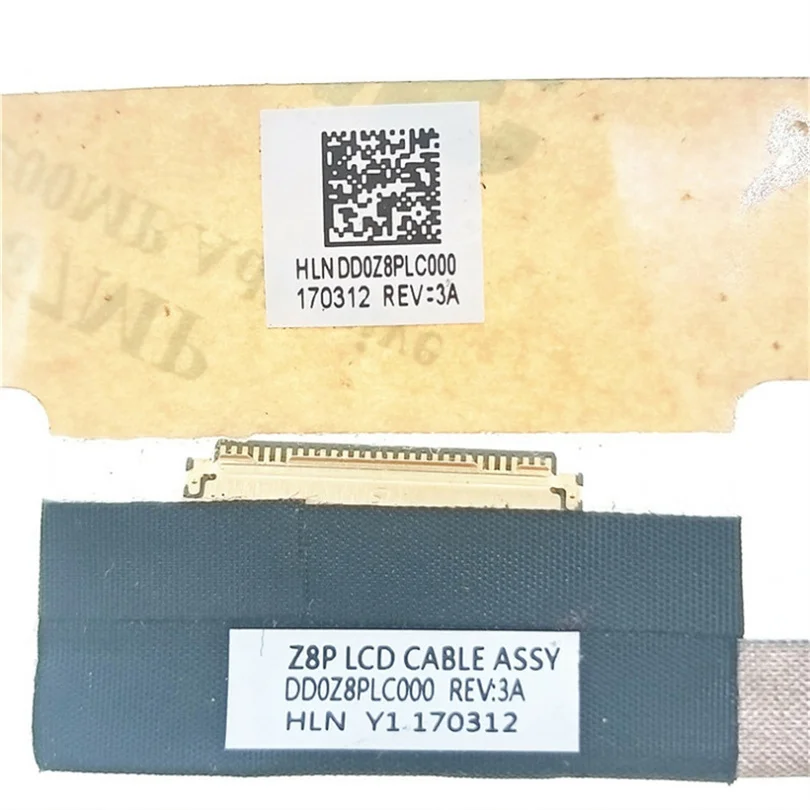 HLN DD0Z8PLC000
170312 REV=3A
Z8P LCD CABLE ASSY
DD0Z8PLC000 REV:3A
HLN Y1 170312